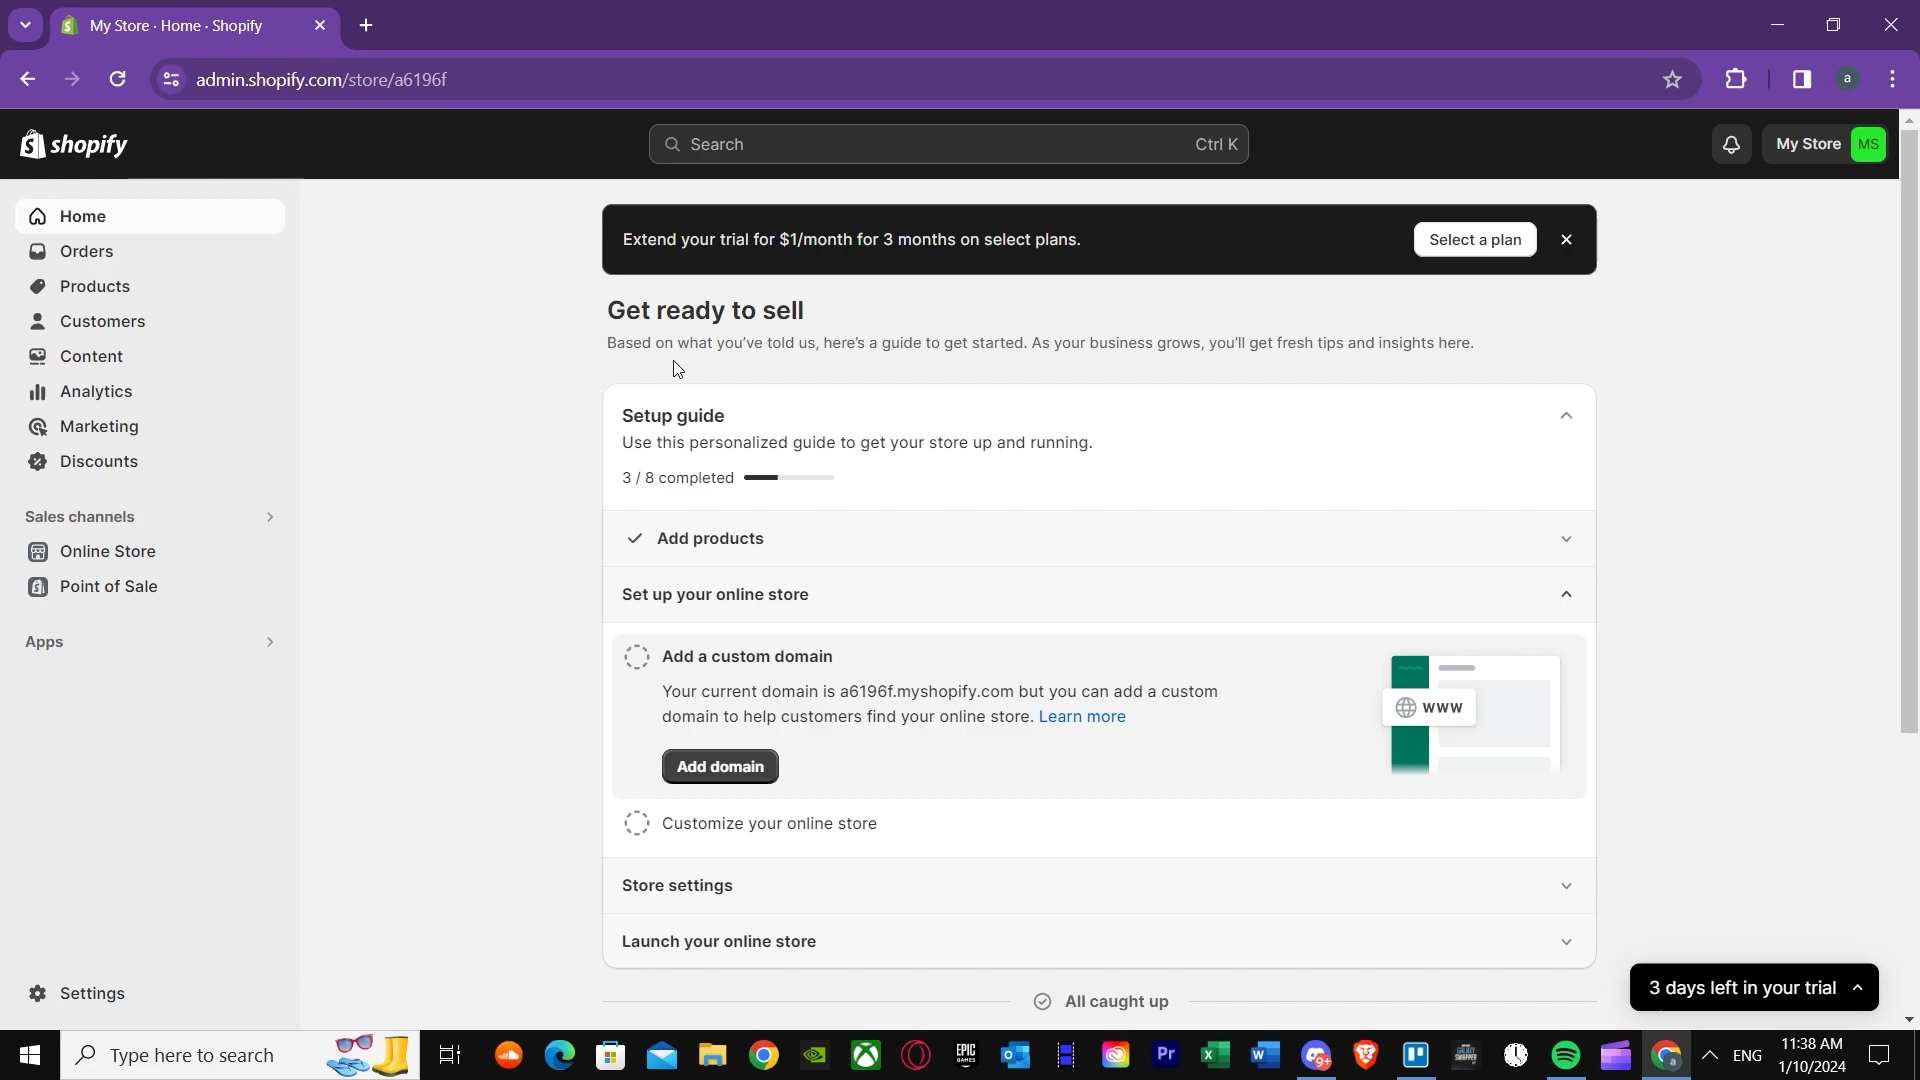 My Store · Home · Shopify
admin.shopify.com/store/a6196f
a
shopify
Search
Ctrl K
My Store
MS
Home
Orders
Products
Customers
Content
Analytics
Marketing
Discounts
Sales channels
Online Store
Point of Sale
Apps
Settings
Extend your trial for $1/month for 3 months on select plans.
Select a plan
Get ready to sell
Based on what you've told us, here's a guide to get started. As your business grows, you'll get fresh tips and insights here.
Setup guide
Use this personalized guide to get your store up and running.
3 / 8 completed
Add products
Set up your online store
Add a custom domain
Your current domain is a6196f.myshopify.com but you can add a custom
domain to help customers find your online store. Learn more
www
Add domain
Customize your online store
Store settings
Launch your online store
All caught up
3 days left in your trial
Type here to search
EPIC
GAMES
Pr
9+
a
ENG
11:38 AM
1/10/2024